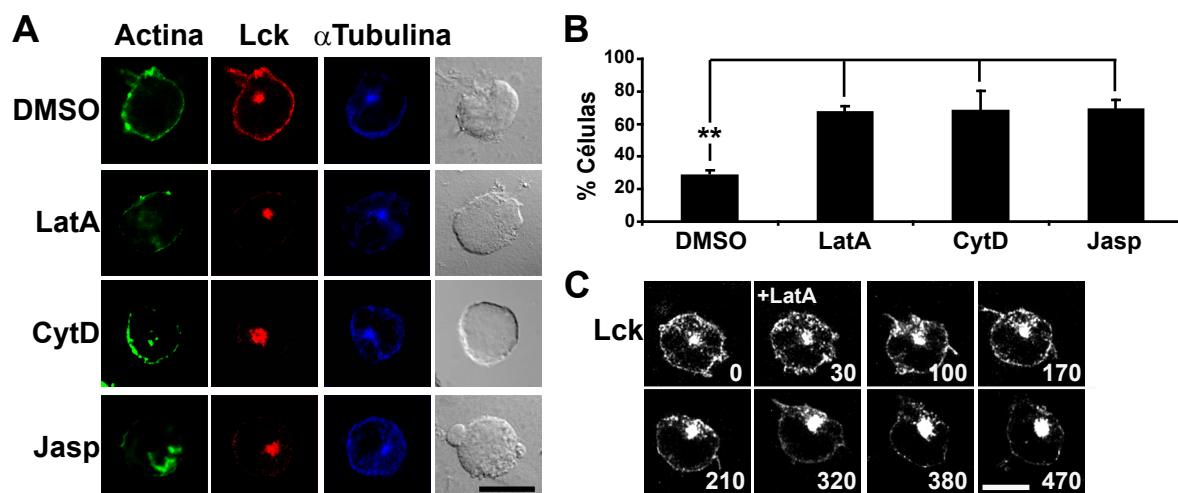 A
Actina Lck αTubulina
DMSO
LatA
CytD
Jasp
B
% Células
100
80
60
40
20
0
**
DMSO LatA CytD Jasp
C
Lck
+LatA
0 30 100 170
210 320 380 470